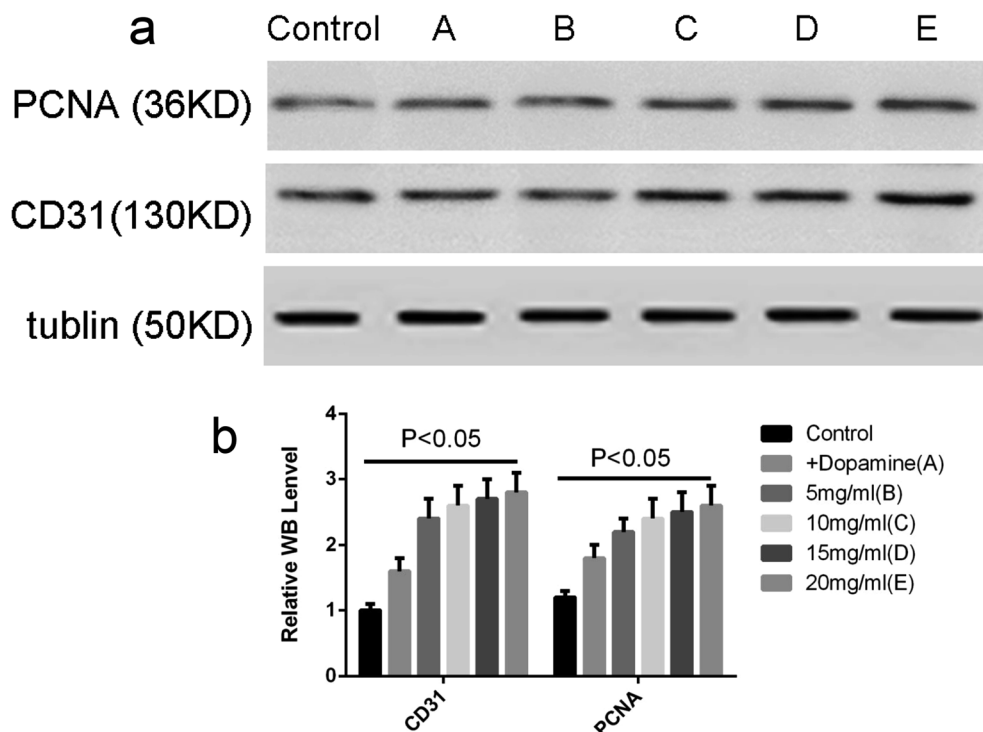 a
Control A B C D E
PCNA (36KD)
CD31(130KD)
tublin (50KD)
b
Relative WB Lenvel
4
3
2
1
0
P<0.05
P<0.05
CD31
PCNA
Control
+Dopamine(A)
5mg/ml(B)
10mg/ml(C)
15mg/ml(D)
20mg/ml(E)